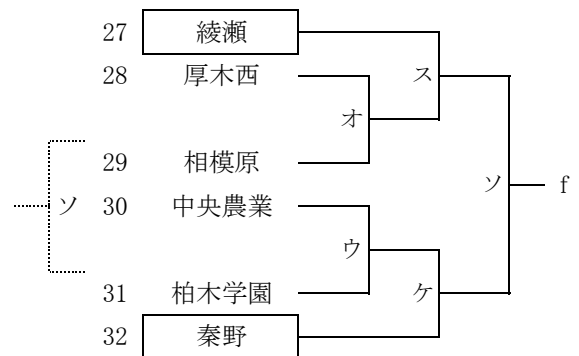 27 綾瀬
28 厚木西
ス
オ
29 相模原
ソ f
ソ 30 中央農業
ウ
31 柏木学園 ケ
32 秦野